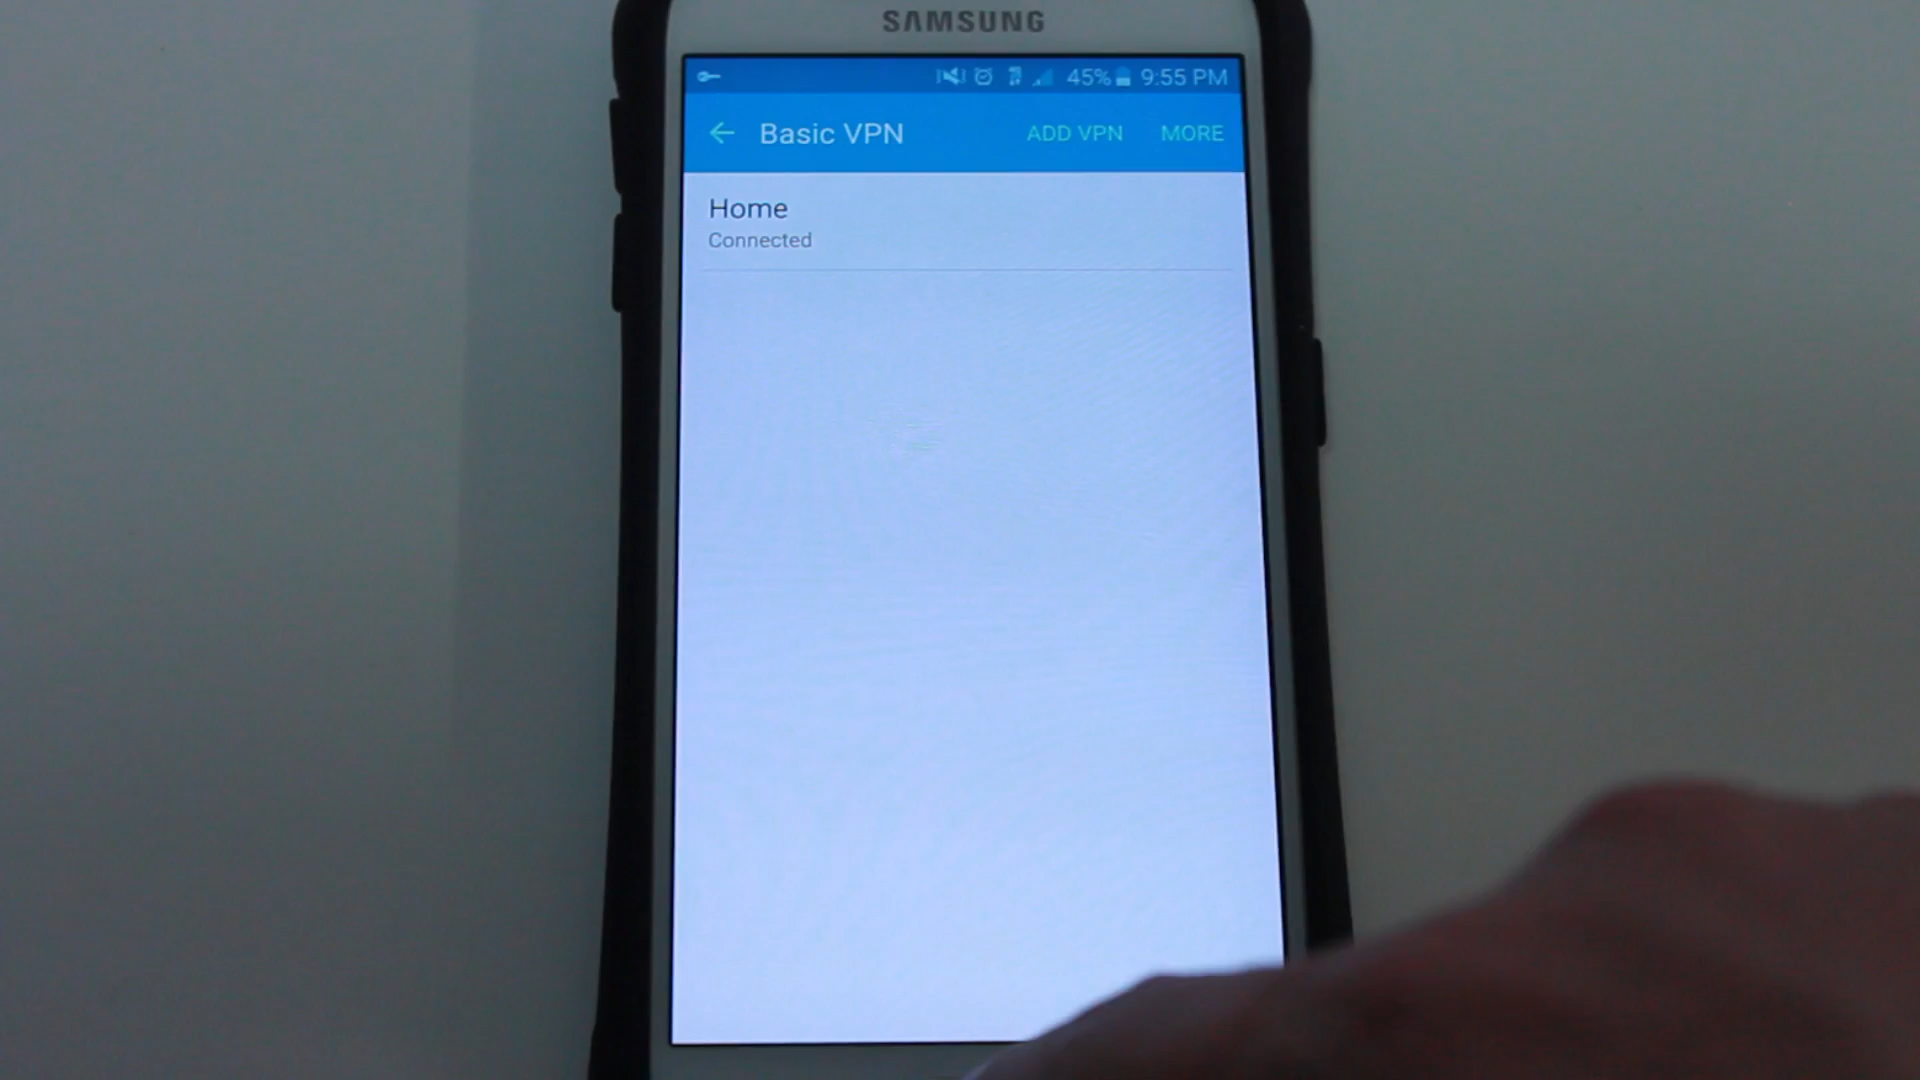 SAMSUNG
45% 9:55 PM
Basic VPN ADD VPN MORE
Home
Connected